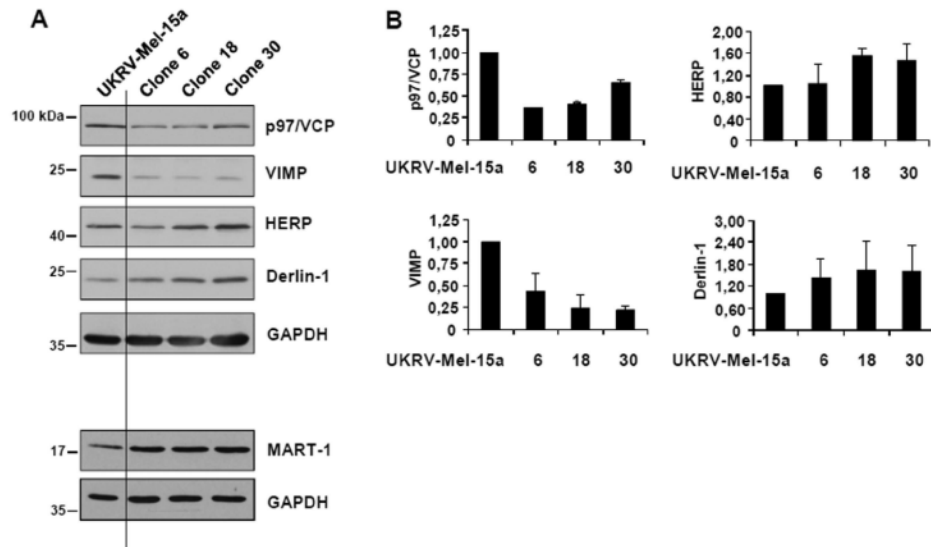 A
UKRV-Mel-15a
Clone 6
Clone 18
Clone 30
100 kDa
p97/VCP
25
VIMP
HERP
40
25
Derlin-1
GAPDH
35
17
MART-1
GAPDH
35
B
p97/VCP
1,25
1,00
0,75
0,50
0,25
0
UKRV-Mel-15a 6 18 30
HERP
2,00
1,60
1,20
0,80
0,40
0
UKRV-Mel-15a 6 18 30
VIMP
1,25
1,00
0,75
0,50
0,25
0
UKRV-Mel-15a 6 18 30
Derlin-1
3,00
2,40
1,80
1,20
0,60
0
UKRV-Mel-15a 6 18 30